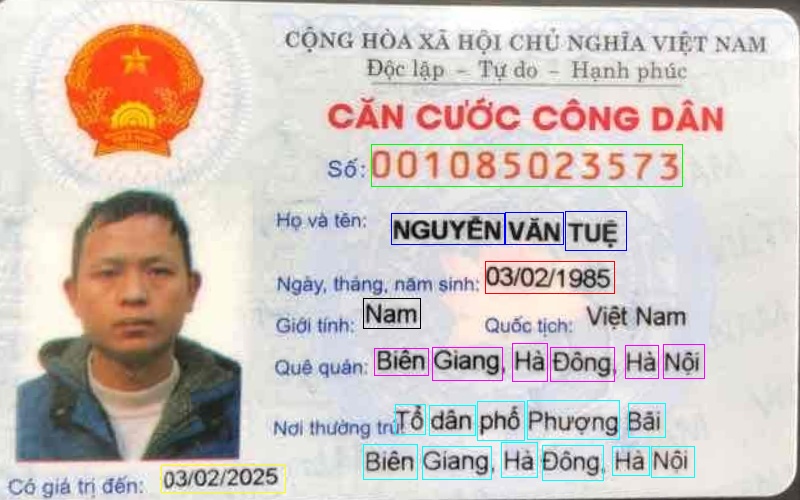 CỘNG HÒA XÃ HỘI CHỦ NGHĨA VIỆT NAM
Độc lập – Tự do – Hạnh phúc
CĂN CƯỚC CÔNG DÂN
Số: 001085023573
Họ và tên: NGUYỄN VĂN TUỆ
Ngày, tháng, năm sinh: 03/02/1985
Giới tính: Nam Quốc tịch: Việt Nam
Quê quán: Biên Giang, Hà Đông, Hà Nội
Nơi thường trú: Tổ dân phố Phượng Bãi
Biên Giang, Hà Đông, Hà Nội
Có giá trị đến: 03/02/2025